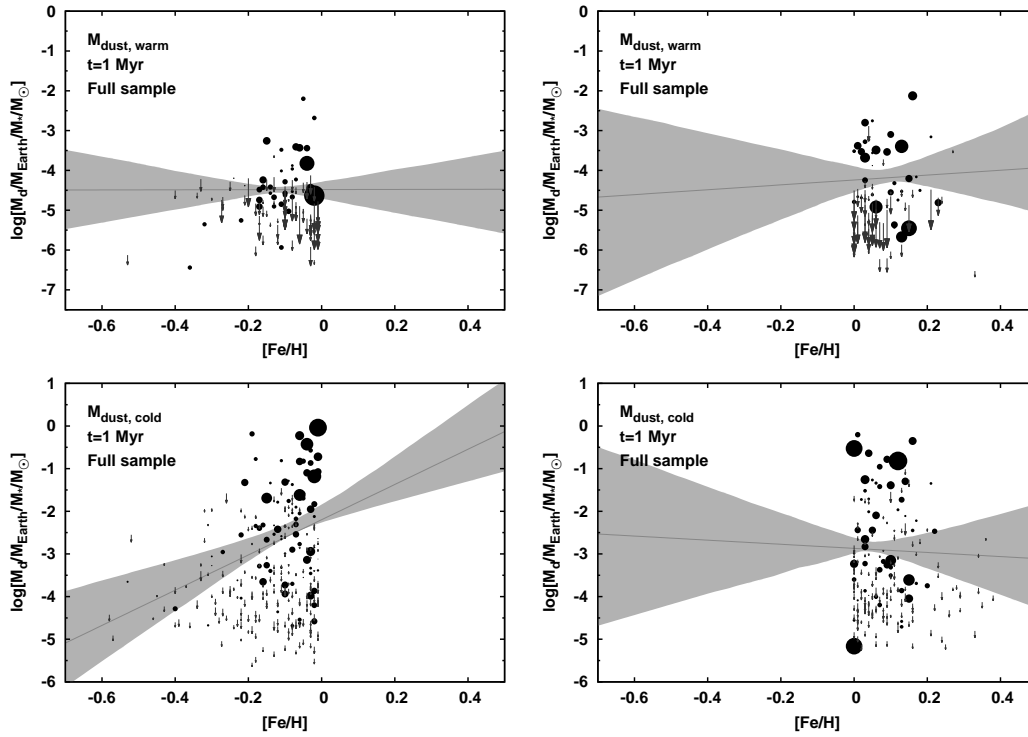 0
-1
-2
-3
-4
-5
-6
-7
log[M_d/M_Earth/M_*/M_⊙]
M_dust, warm
t=1 Myr
Full sample
-0.6 -0.4 -0.2 0 0.2 0.4
[Fe/H]
0
-1
-2
-3
-4
-5
-6
-7
log[M_d/M_Earth/M_*/M_⊙]
M_dust, warm
t=1 Myr
Full sample
-0.6 -0.4 -0.2 0 0.2 0.4
[Fe/H]
1
0
-1
-2
-3
-4
-5
-6
log[M_d/M_Earth/M_*/M_⊙]
M_dust, cold
t=1 Myr
Full sample
-0.6 -0.4 -0.2 0 0.2 0.4
[Fe/H]
1
0
-1
-2
-3
-4
-5
-6
log[M_d/M_Earth/M_*/M_⊙]
M_dust, cold
t=1 Myr
Full sample
-0.6 -0.4 -0.2 0 0.2 0.4
[Fe/H]